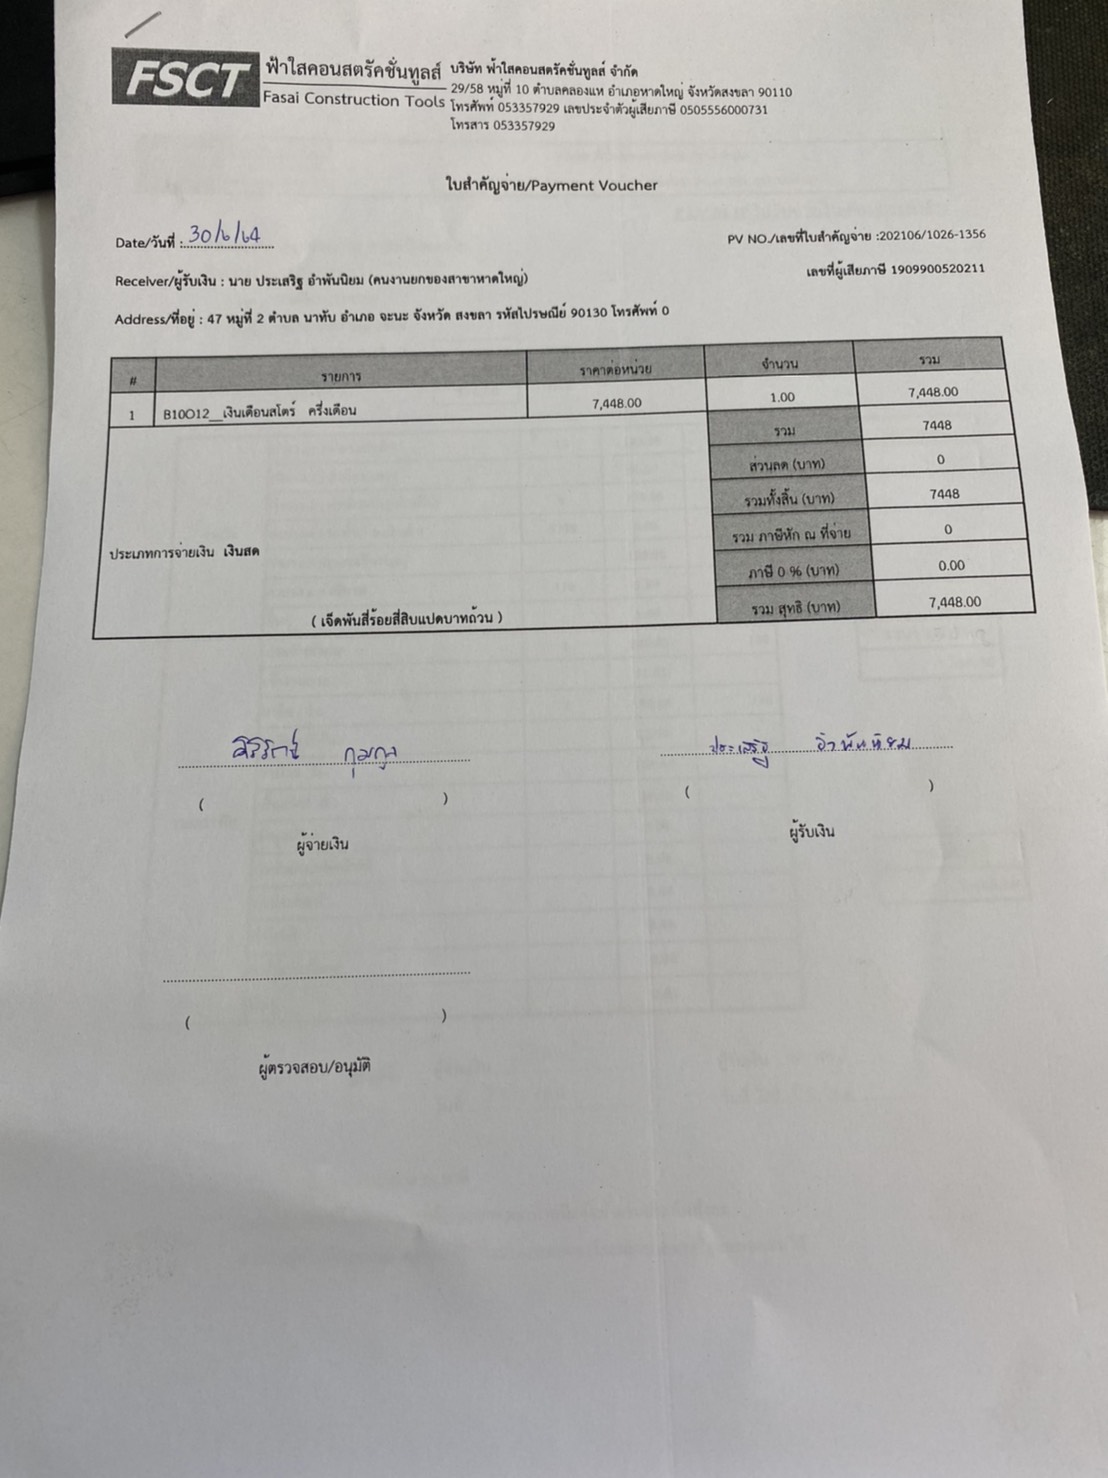 FSCT ฟ้าใสคอนสตรัคชั่นทูลส์
Fasai Construction Tools
บริษัท ฟ้าใสคอนสตรัคชั่นทูลส์ จำกัด
29/58 หมู่ที่ 10 ตำบลคลองแห อำเภอหาดใหญ่ จังหวัดสงขลา 90110
โทรศัพท์ 053357929 เลขประจำตัวผู้เสียภาษี 0505556000731
โทรสาร 053357929
ใบสำคัญจ่าย/Payment Voucher
Date/วันที่ : 30/6/64
PV NO./เลขที่ใบสำคัญจ่าย :202106/1026-1356
Receiver/ผู้รับเงิน : นาย ประเสริฐ อำพันนิยม (คนงานยกของสาขาหาดใหญ่)
เลขที่ผู้เสียภาษี 1909900520211
Address/ที่อยู่ : 47 หมู่ที่ 2 ตำบล นาทับ อำเภอ จะนะ จังหวัด สงขลา รหัสไปรษณีย์ 90130 โทรศัพท์ 0
# รายการ ราคาต่อหน่วย จำนวน รวม
1 B10O12__เงินเดือนสโตร์ ครึ่งเดือน 7,448.00 1.00 7,448.00
รวม 7448
ส่วนลด (บาท) 0
รวมทั้งสิ้น (บาท) 7448
รวม ภาษีหัก ณ ที่จ่าย 0
ประเภทการจ่ายเงิน เงินสด
ภาษี 0 % (บาท) 0.00
( เจ็ดพันสี่ร้อยสี่สิบแปดบาทถ้วน )
รวม สุทธิ (บาท) 7,448.00
ประเสริฐ อำพันนิยม
( )
( )
ผู้จ่ายเงิน
ผู้รับเงิน
( )
ผู้ตรวจสอบ/อนุมัติ